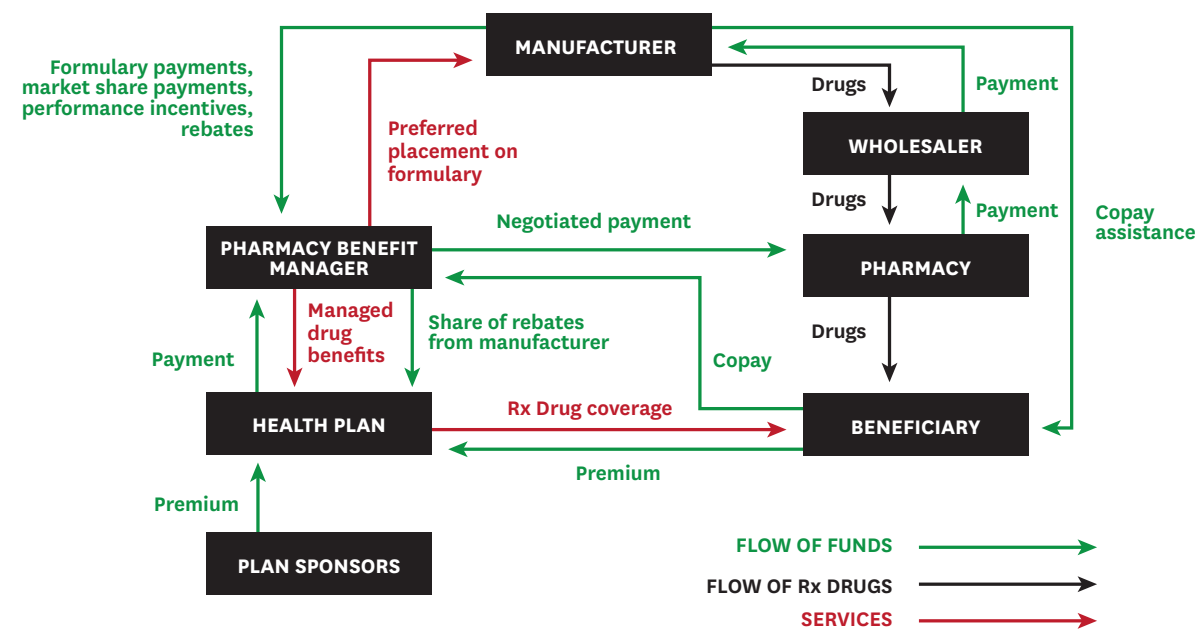 MANUFACTURER
Formulary payments,
market share payments,
performance incentives,
rebates
Preferred
placement on
formulary
Drugs
Payment
WHOLESALER
Drugs
Payment
Copay
assistance
Negotiated payment
PHARMACY BENEFIT
MANAGER
PHARMACY
Managed
drug
benefits
Share of rebates
from manufacturer
Payment
Copay
Drugs
HEALTH PLAN
Rx Drug coverage
BENEFICIARY
Premium
Premium
PLAN SPONSORS
FLOW OF FUNDS
FLOW OF Rx DRUGS
SERVICES